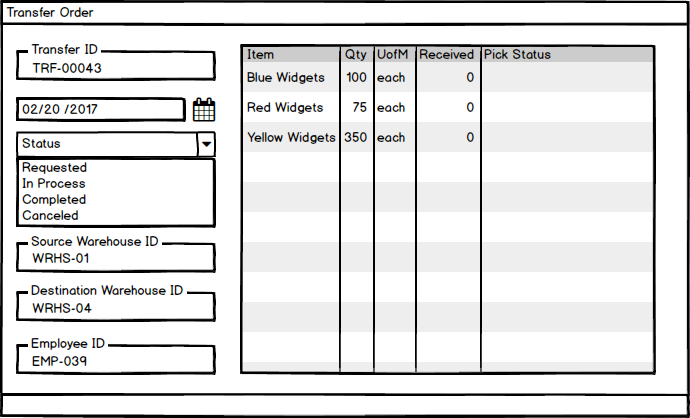 Transfer Order
Transfer ID
TRF-00043
02/20 /2017
Status
Requested
In Process
Completed
Canceled
Source Warehouse ID
WRHS-01
Destination Warehouse ID
WRHS-04
Employee ID
EMP-039
Item Qty UofM Received Pick Status
Blue Widgets 100 each 0
Red Widgets 75 each 0
Yellow Widgets 350 each 0